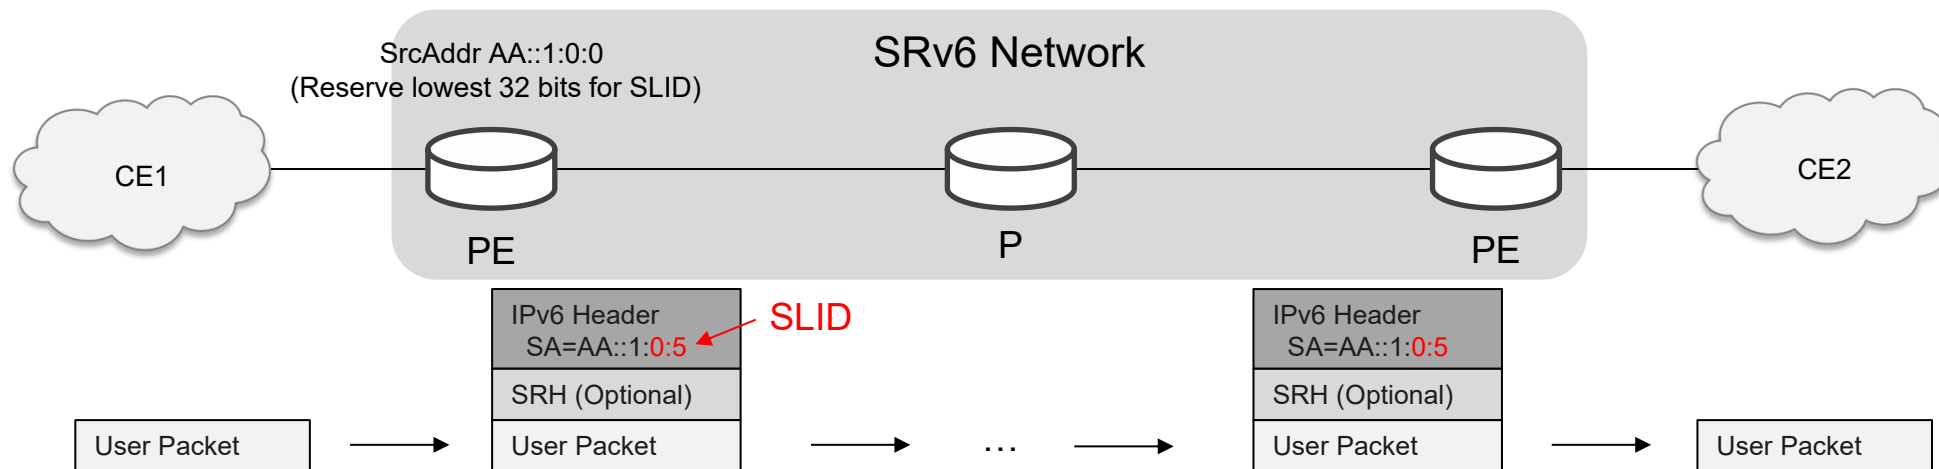 SRv6 Network
SrcAddr AA::1:0:0
(Reserve lowest 32 bits for SLID)
CE1
CE2
PE
P
PE
IPv6 Header
SA=AA::1:0:5
SLID
SRH (Optional)
User Packet
IPv6 Header
SA=AA::1:0:5
SRH (Optional)
User Packet
User Packet
...
User Packet